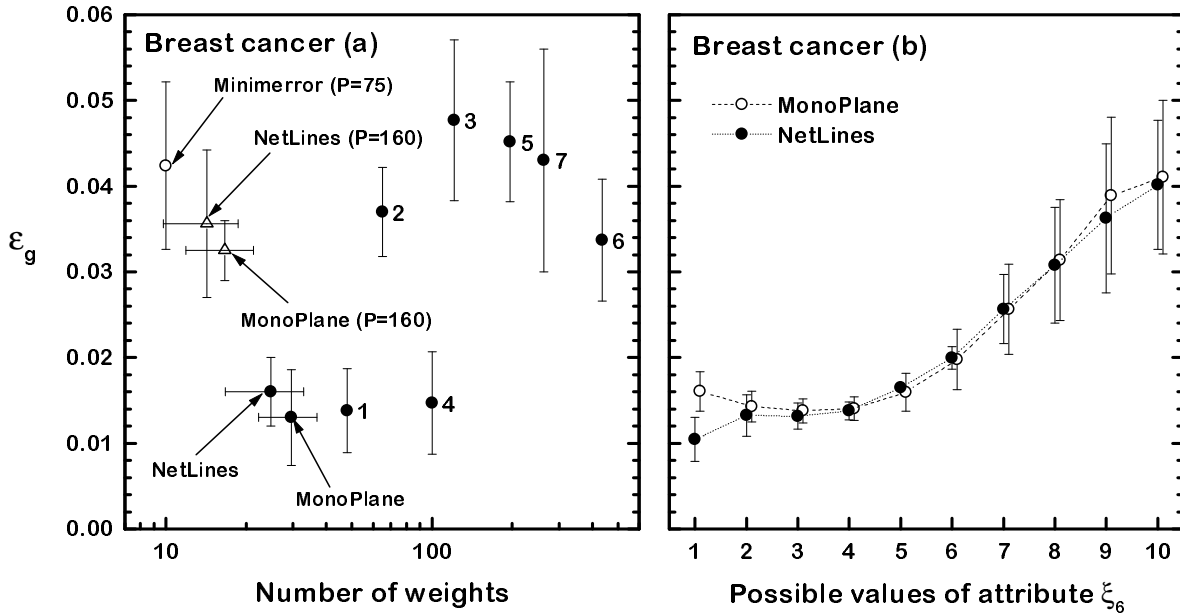 Breast cancer (a)
Minimerror (P=75)
NetLines (P=160)
MonoPlane (P=160)
NetLines
MonoPlane
1
2
3
4
5
6
7
0.06
0.05
0.04
0.03
0.02
0.01
0.00
εg
10
100
Number of weights
Breast cancer (b)
MonoPlane
NetLines
1 2 3 4 5 6 7 8 9 10
Possible values of attribute ξ6